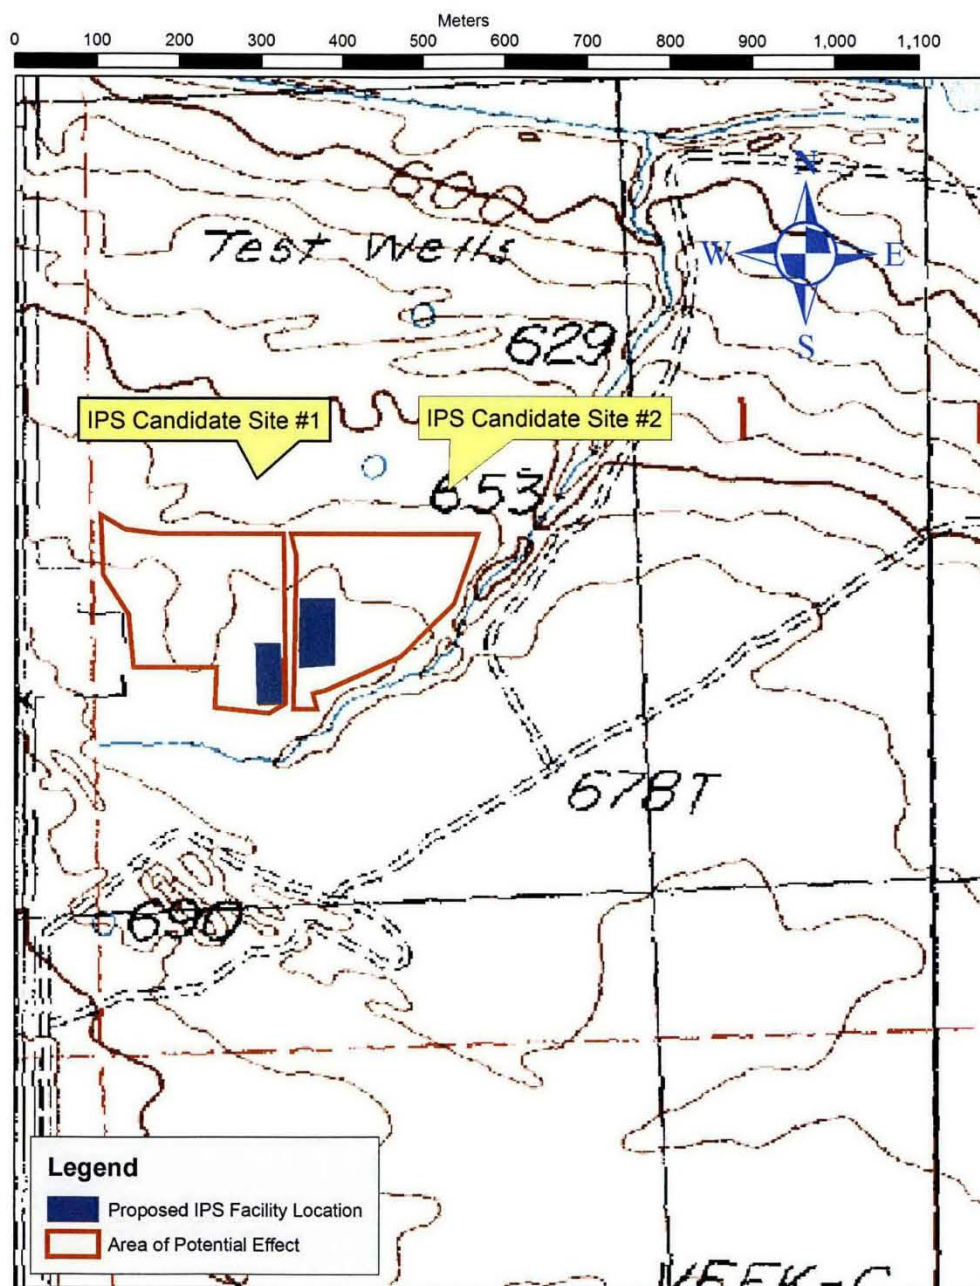 Meters
0 100 200 300 400 500 600 700 800 900 1,000 1,100
600
N
Test Wells
W E
S
629
IPS Candidate Site #1
IPS Candidate Site #2
653
678T
690
Legend
Proposed IPS Facility Location
Area of Potential Effect